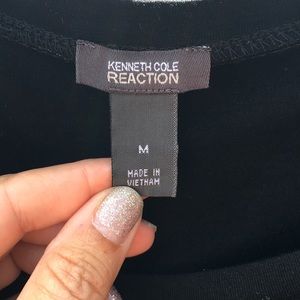 KENNETH COLE
REACTION
M
MADE IN
VIETNAM